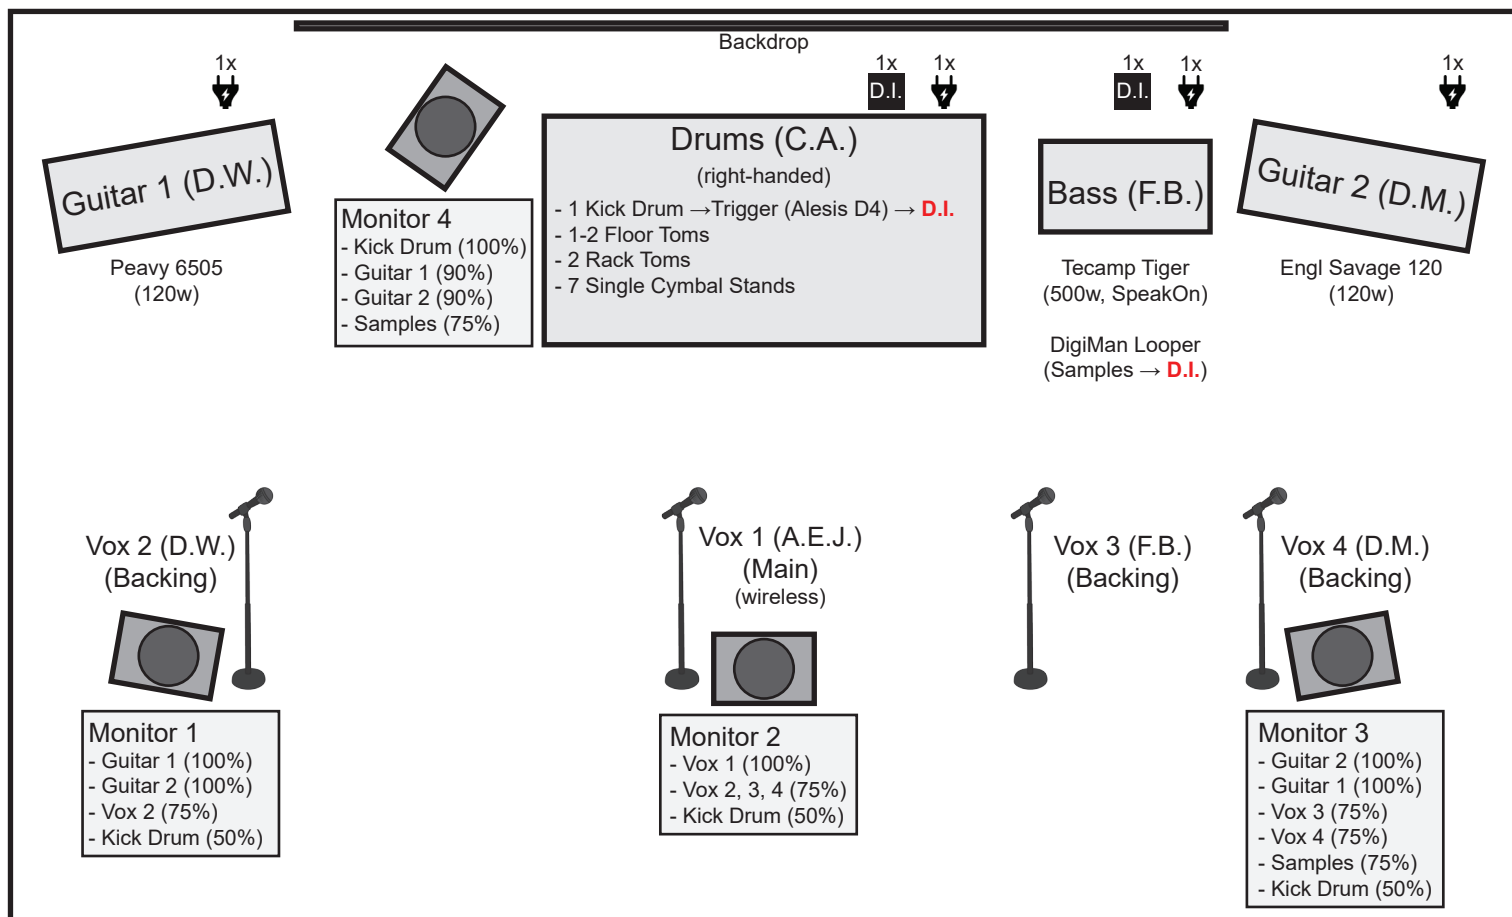 Backdrop
1x
1x
D.I.
1x
1x
D.I.
1x
1x
Guitar 1 (D.W.)
Peavy 6505
(120w)
Monitor 4
- Kick Drum (100%)
- Guitar 1 (90%)
- Guitar 2 (90%)
- Samples (75%)
Drums (C.A.)
(right-handed)
- 1 Kick Drum →Trigger (Alesis D4) → D.I.
- 1-2 Floor Toms
- 2 Rack Toms
- 7 Single Cymbal Stands
Bass (F.B.)
Tecamp Tiger
(500w, SpeakOn)
DigiMan Looper
(Samples → D.I.)
Guitar 2 (D.M.)
Engl Savage 120
(120w)
Vox 2 (D.W.)
(Backing)
Vox 1 (A.E.J.)
(Main)
(wireless)
Vox 3 (F.B.)
(Backing)
Vox 4 (D.M.)
(Backing)
Monitor 1
- Guitar 1 (100%)
- Guitar 2 (100%)
- Vox 2 (75%)
- Kick Drum (50%)
Monitor 2
- Vox 1 (100%)
- Vox 2, 3, 4 (75%)
- Kick Drum (50%)
Monitor 3
- Guitar 2 (100%)
- Guitar 1 (100%)
- Vox 3 (75%)
- Vox 4 (75%)
- Samples (75%)
- Kick Drum (50%)